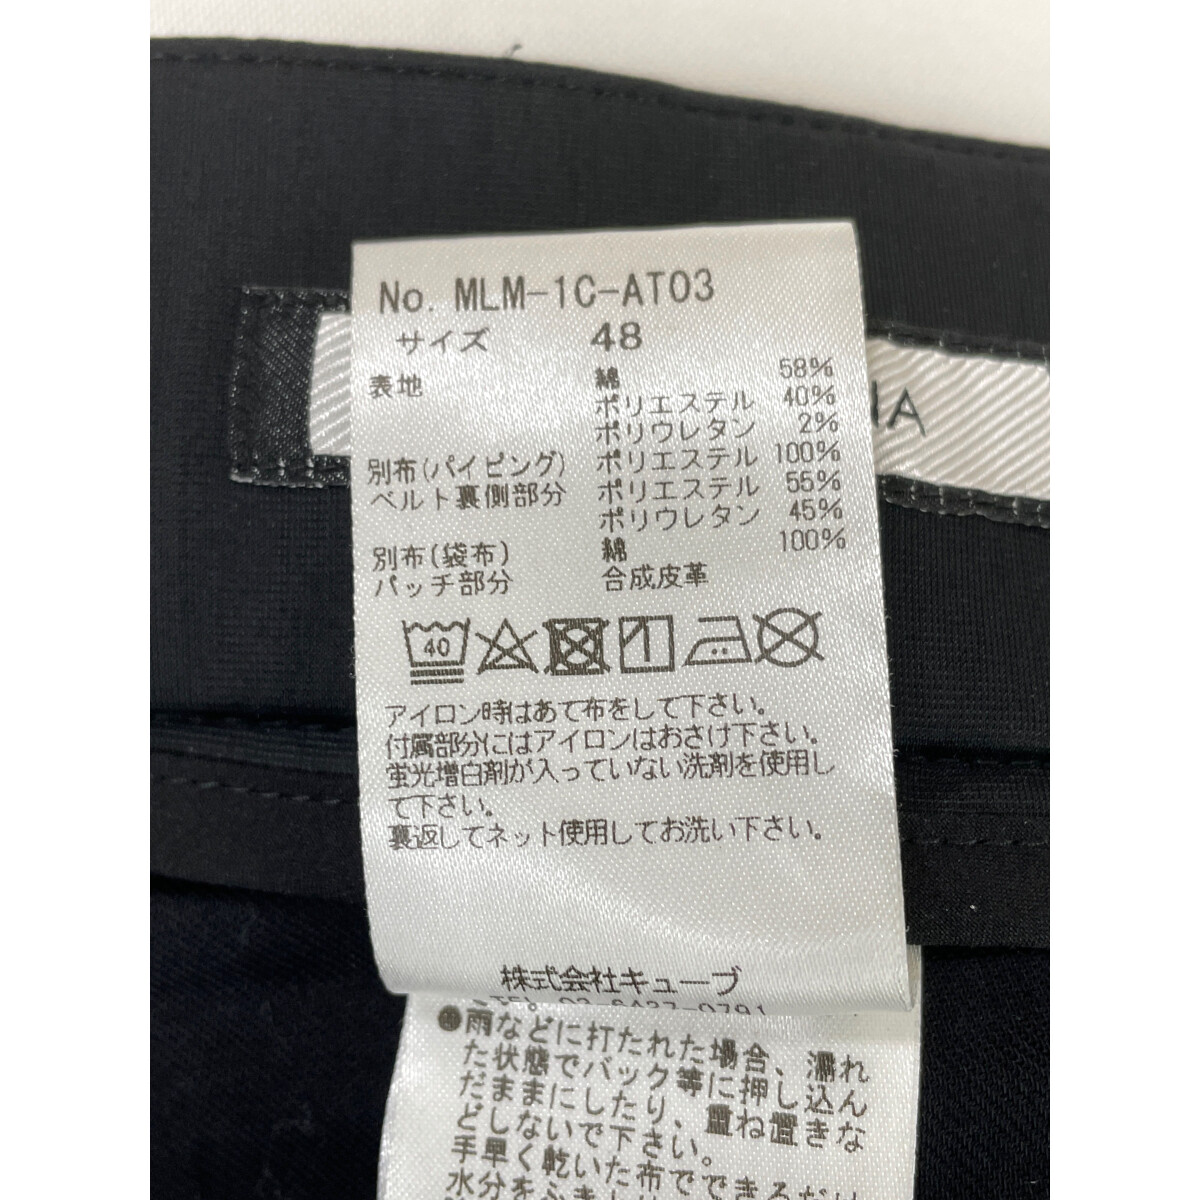 No. MLM-1C-AT03
サイズ 48
表地 綿 58%
ポリエステル 40%
ポリウレタン 2%
別布(パイピング) ポリエステル 100%
ベルト裏側部分 ポリエステル 55%
ポリウレタン 45%
別布(袋布) 綿 100%
パッチ部分 合成皮革
40
アイロン時はあて布をして下さい。
付属部分にはアイロンはおさけ下さい。
蛍光増白剤が入っていない洗剤を使用し
て下さい。
裏返してネット使用してお洗い下さい。
株式会社キューブ
TEL 03-6427-0791
●雨などに打たれた場合、濡れ
た状態でバック等に押し込ん
だままにしたり、重ね置きな
どしないで下さい。
手早く乾いた布でできるだけ